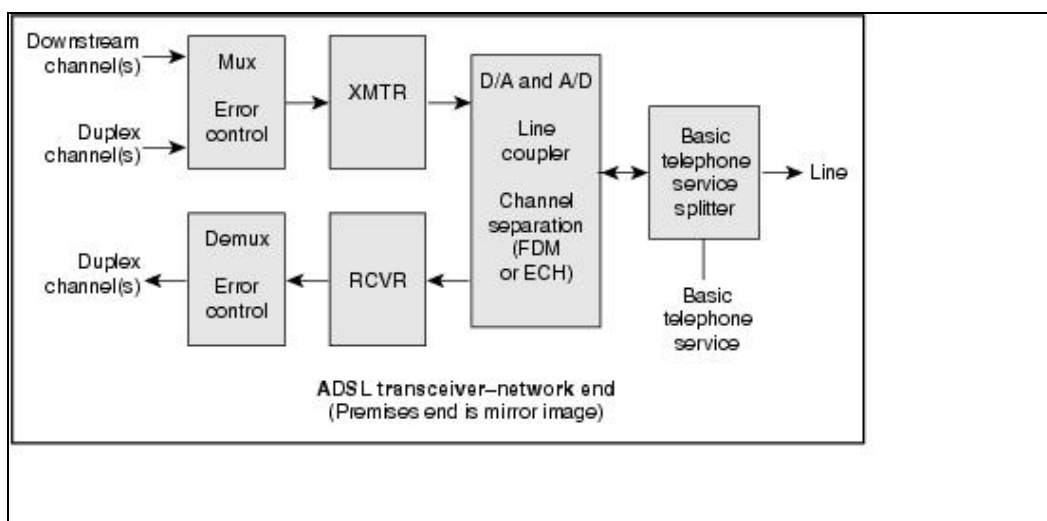 Downstream
channel(s)
Duplex
channel(s)
Mux
Error
control
XMTR
D/A and A/D
Line
coupler
Channel
separation
(FDM
or ECH)
Basic
telephone
service
splitter
Line
Duplex
channel(s)
Demux
Error
control
RCVR
Basic
telephone
service
ADSL transceiver–network end
(Premises end is mirror image)